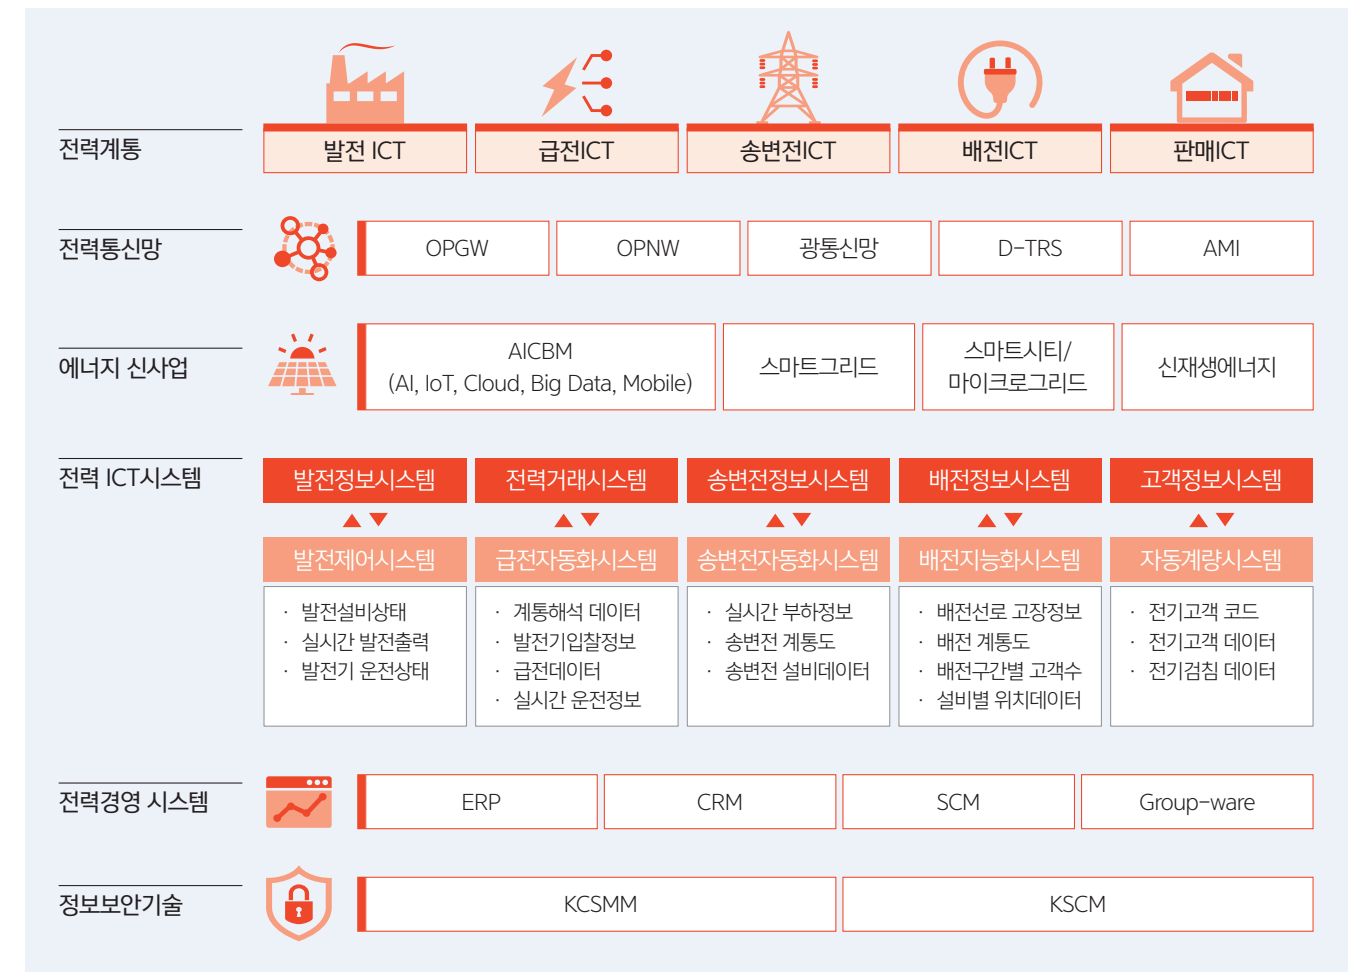 전력계통
발전 ICT
급전ICT
송변전ICT
배전ICT
판매ICT
전력통신망
OPGW
OPNW
광통신망
D-TRS
AMI
에너지 신사업
AICBM
(AI, IoT, Cloud, Big Data, Mobile)
스마트그리드
스마트시티/
마이크로그리드
신재생에너지
전력 ICT시스템
발전정보시스템
전력거래시스템
송변전정보시스템
배전정보시스템
고객정보시스템
▲ ▼
▲ ▼
▲ ▼
▲ ▼
▲ ▼
발전제어시스템
급전자동화시스템
송변전자동화시스템
배전지능화시스템
자동계량시스템
· 발전설비상태
· 실시간 발전출력
· 발전기 운전상태
· 계통해석 데이터
· 발전기입찰정보
· 급전데이터
· 실시간 운전정보
· 실시간 부하정보
· 송변전 계통도
· 송변전 설비데이터
· 배전선로 고장정보
· 배전 계통도
· 배전구간별 고객수
· 설비별 위치데이터
· 전기고객 코드
· 전기고객 데이터
· 전기검침 데이터
전력경영 시스템
ERP
CRM
SCM
Group-ware
정보보안기술
KCSMM
KSCM